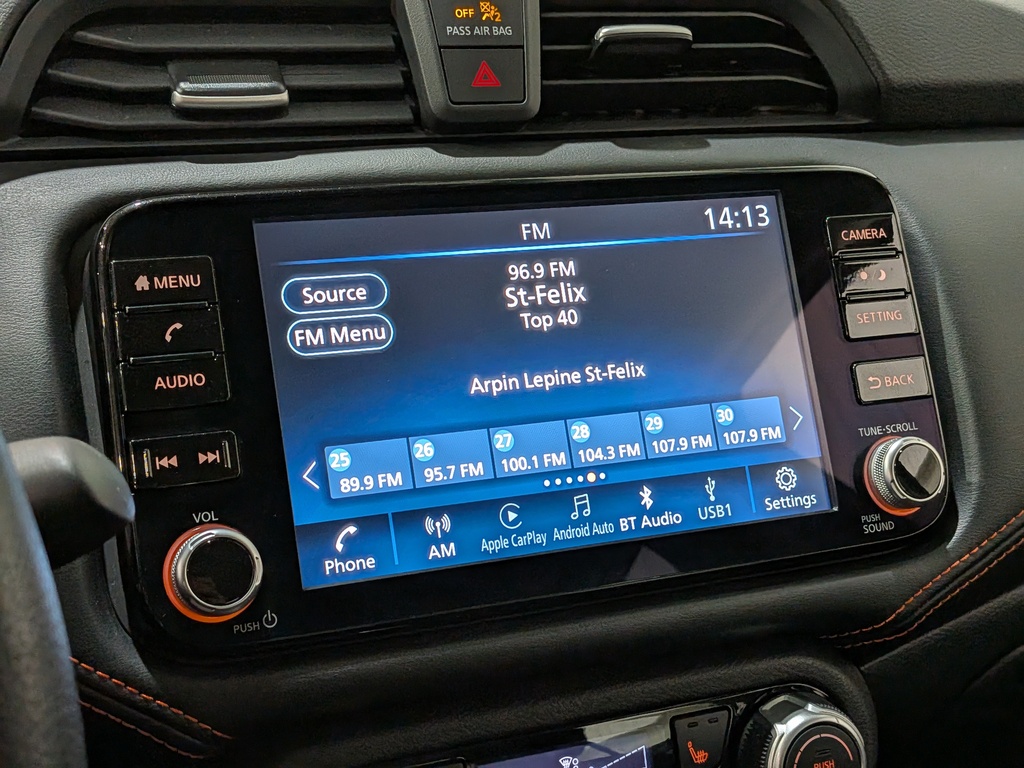 OFF 2
PASS AIR BAG
FM
14:13
CAMERA
MENU
96.9 FM
Source
St-Felix
SETTING
FM Menu
Top 40
AUDIO
Arpin Lepine St-Felix
BACK
25
89.9 FM
26
95.7 FM
27
100.1 FM
28
104.3 FM
29
107.9 FM
30
107.9 FM
TUNE·SCROLL
Phone
AM
Apple CarPlay
Android Auto
BT Audio
USB1
Settings
PUSH
SOUND
VOL
PUSH
PUSH